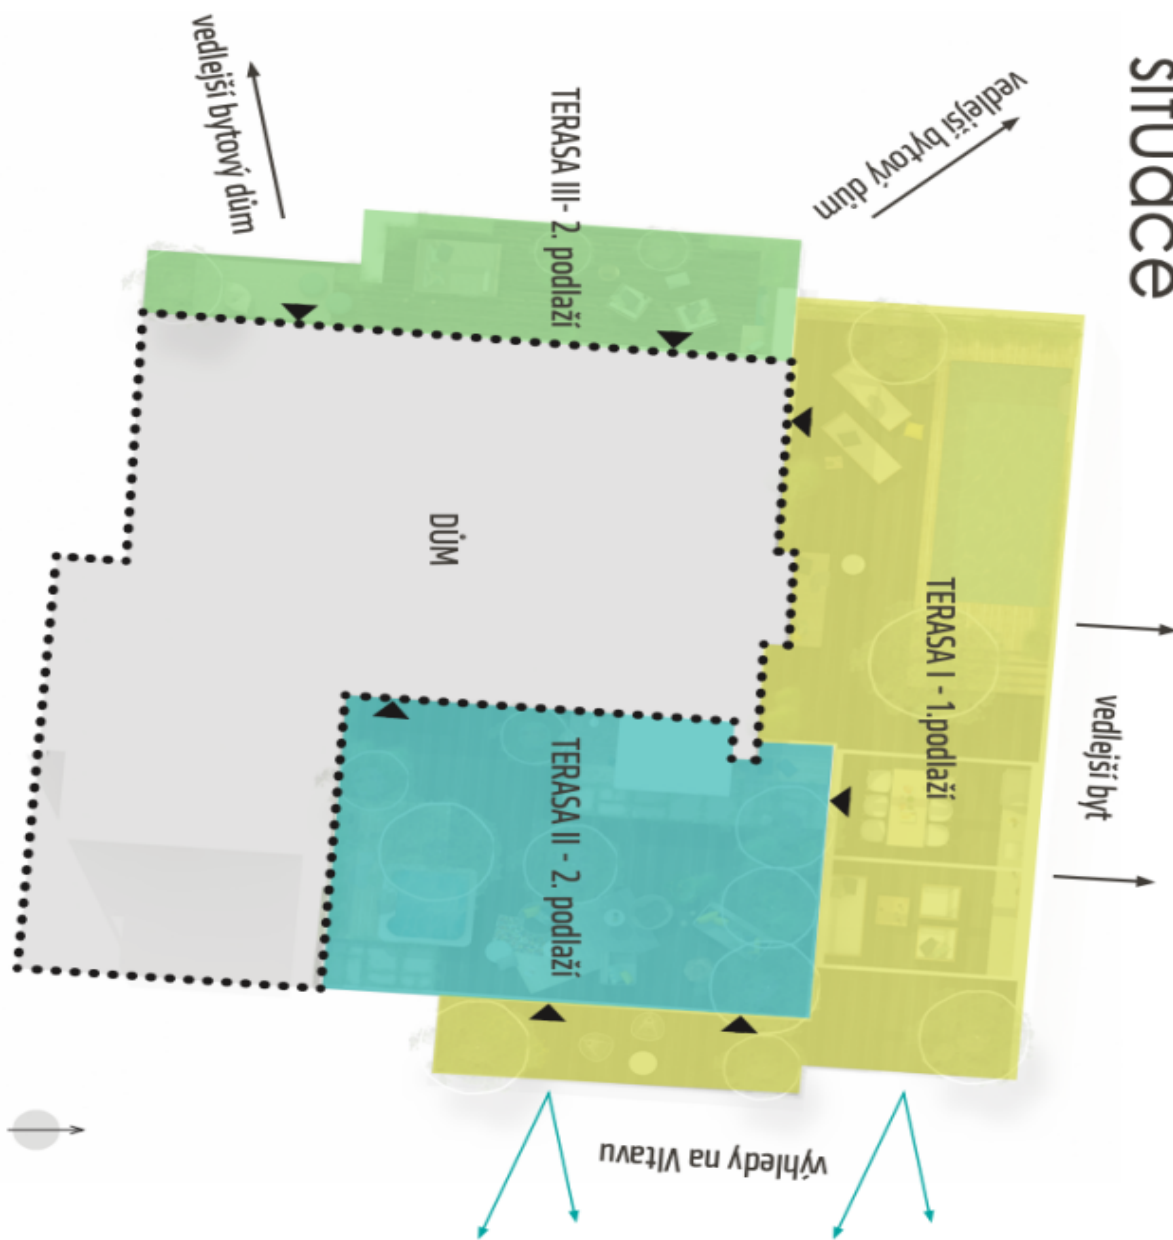 situace
vedlejší bytový dům
TERASA III- 2. podlaží
vedlejší bytový dům
DŮM
TERASA I - 1.podlaží
vedlejší byt
TERASA II - 2. podlaží
výhledy na Vltavu